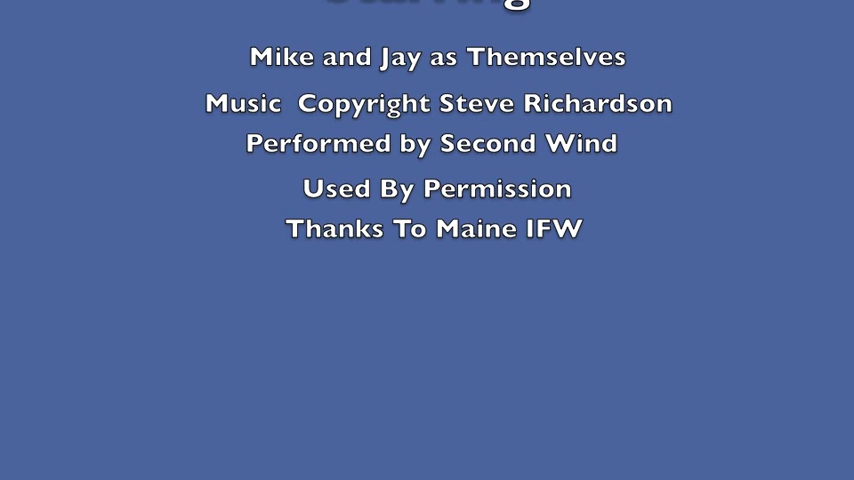 Mike and Jay as Themselves
Music  Copyright Steve Richardson
Performed by Second Wind
Used By Permission
Thanks To Maine IFW